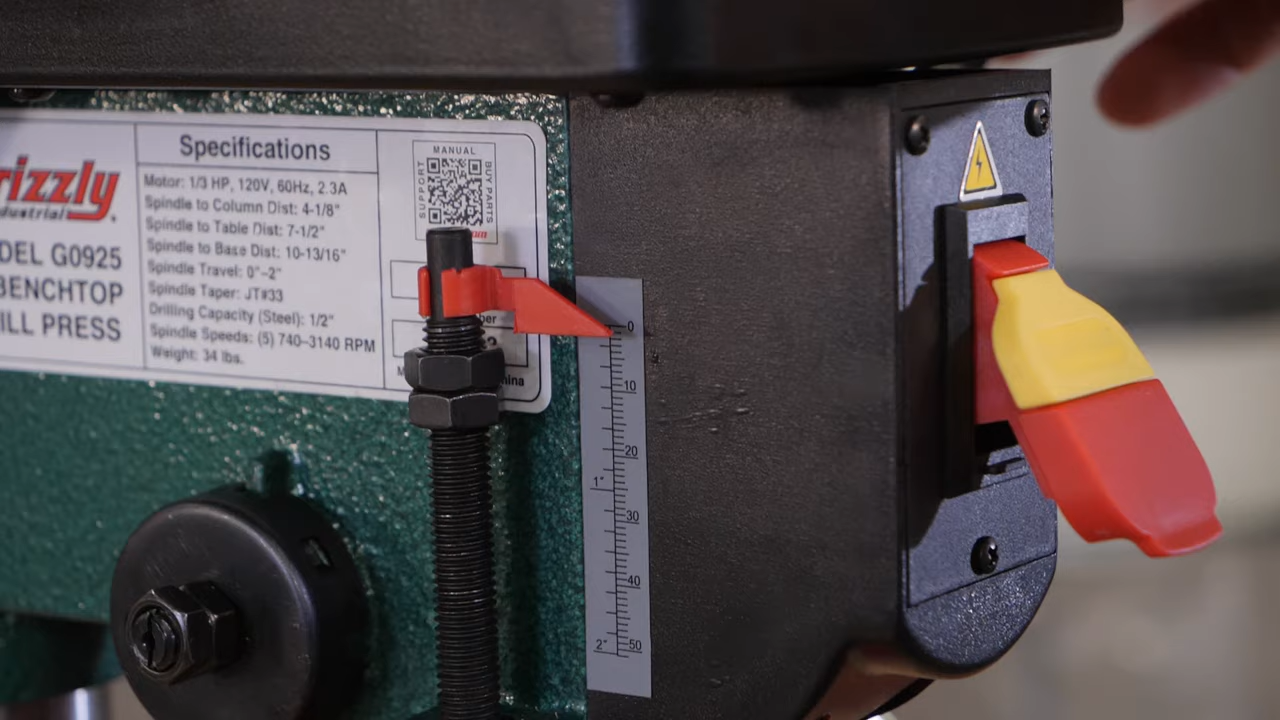 rizzly
ndustrial
DEL G0925
BENCHTOP
ILL PRESS
Specifications
Motor: 1/3 HP, 120V, 60Hz, 2.3A
Spindle to Column Dist: 4-1/8"
Spindle to Table Dist: 7-1/2"
Spindle to Base Dist: 10-13/16"
Spindle Travel: 0"–2"
Spindle Taper: JT#33
Drilling Capacity (Steel): 1/2"
Spindle Speeds: (5) 740–3140 RPM
Weight: 34 lbs.
MANUAL
SUPPORT
BUY PARTS
0
10
20
1"
30
40
2"
50